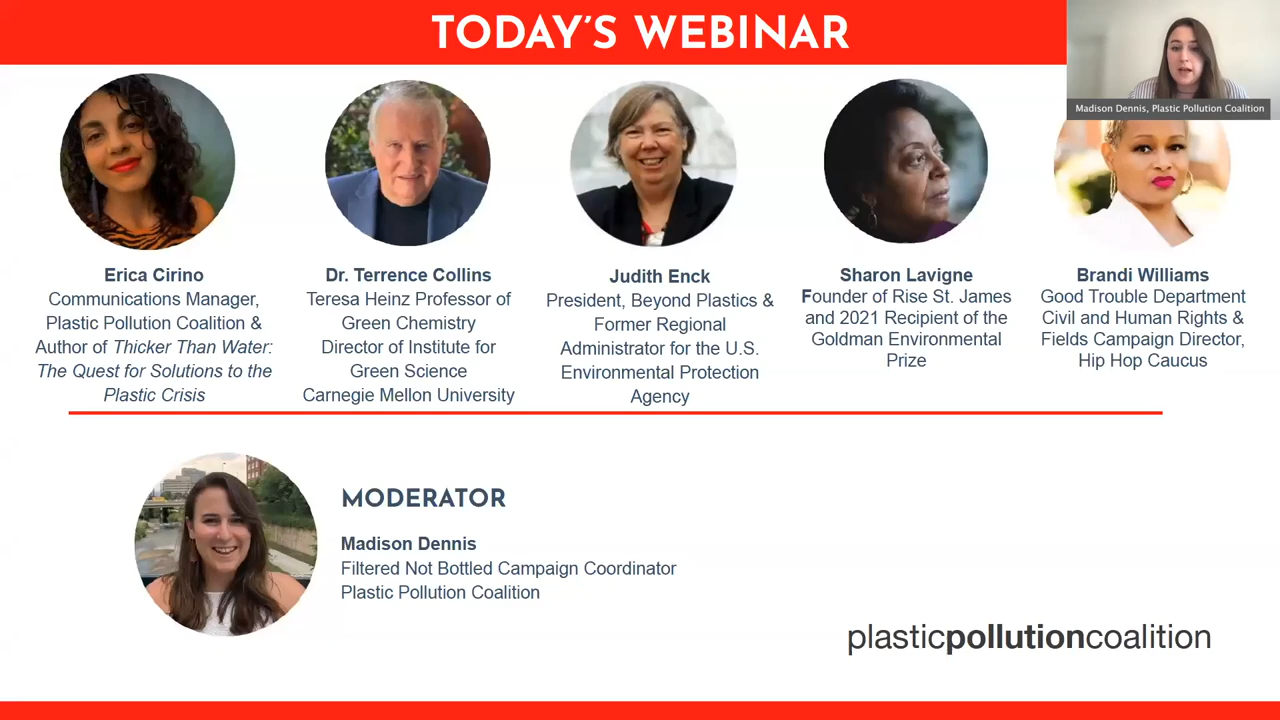 TODAY'S WEBINAR
Madison Dennis, Plastic Pollution Coalition
Erica Cirino
Communications Manager,
Plastic Pollution Coalition &
Author of Thicker Than Water:
The Quest for Solutions to the
Plastic Crisis
Dr. Terrence Collins
Teresa Heinz Professor of
Green Chemistry
Director of Institute for
Green Science
Carnegie Mellon University
Judith Enck
President, Beyond Plastics &
Former Regional
Administrator for the U.S.
Environmental Protection
Agency
Sharon Lavigne
Founder of Rise St. James
and 2021 Recipient of the
Goldman Environmental
Prize
Brandi Williams
Good Trouble Department
Civil and Human Rights &
Fields Campaign Director,
Hip Hop Caucus
MODERATOR
Madison Dennis
Filtered Not Bottled Campaign Coordinator
Plastic Pollution Coalition
plasticpollutioncoalition